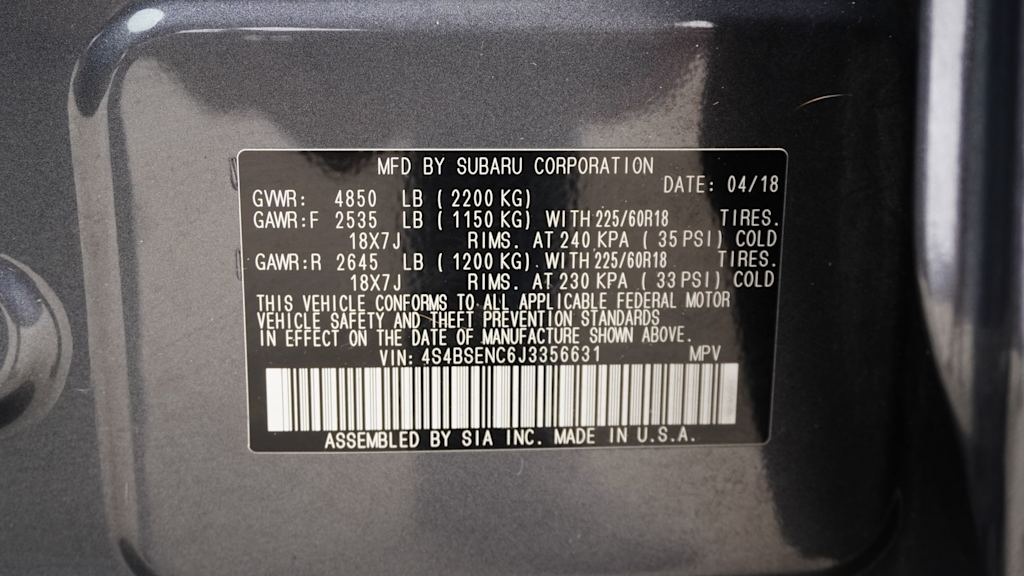 MFD BY SUBARU CORPORATION
DATE: 04/18
GVWR: 4850 LB ( 2200 KG)
GAWR:F 2535 LB ( 1150 KG) WITH 225/60R18 TIRES.
18X7J RIMS. AT 240 KPA ( 35 PSI) COLD
GAWR:R 2645 LB ( 1200 KG). WITH 225/60R18 TIRES.
18X7J RIMS. AT 230 KPA ( 33 PSI) COLD
THIS VEHICLE CONFORMS TO ALL APPLICABLE FEDERAL MOTOR
VEHICLE SAFETY AND THEFT PREVENTION STANDARDS
IN EFFECT ON THE DATE OF MANUFACTURE SHOWN ABOVE.
VIN: 4S4BSENC6J3356631 MPV
ASSEMBLED BY SIA INC. MADE IN U.S.A.